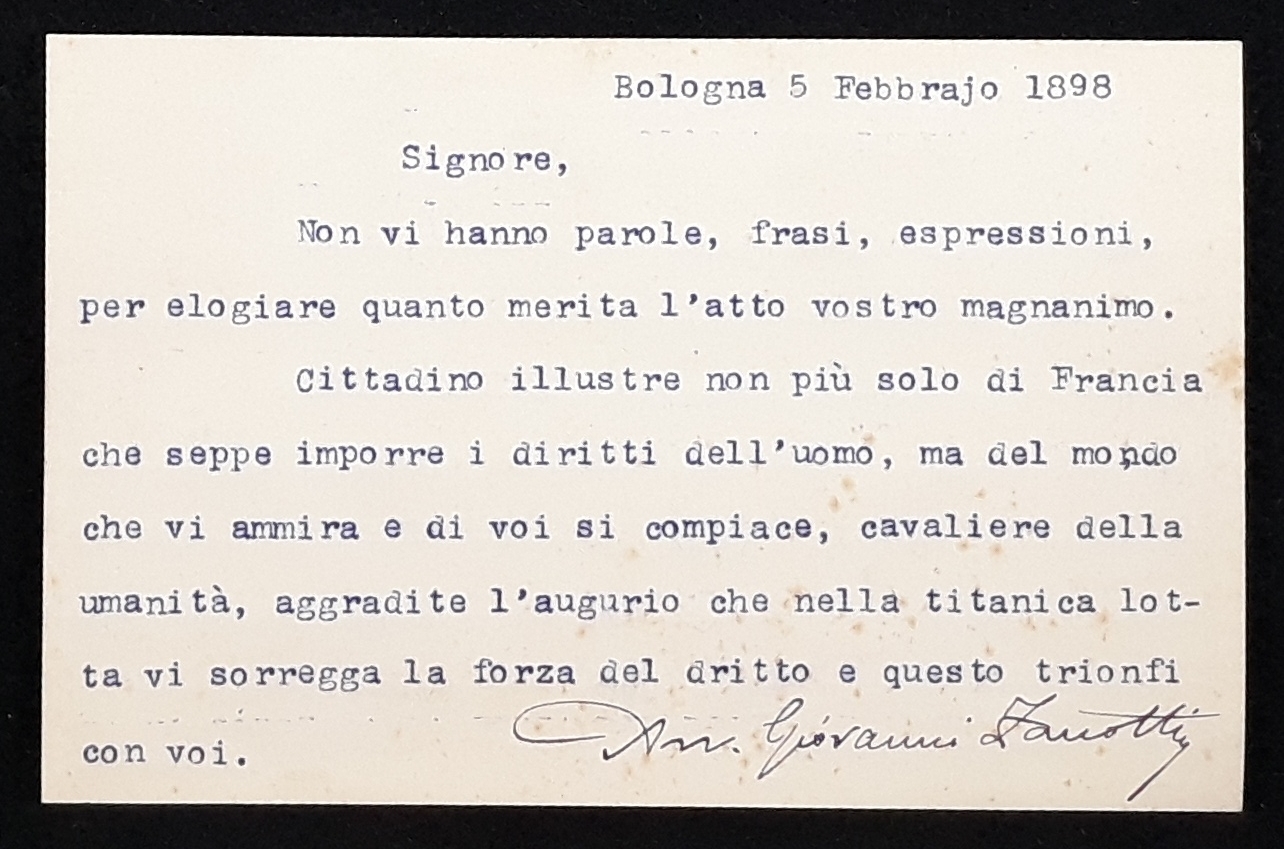 Bologna 5 Febbrajo 1898
Signore,
Non vi hanno parole, frasi, espressioni,
per elogiare quanto merita l'atto vostro magnanimo.
Cittadino illustre non più solo di Francia
che seppe imporre i diritti dell'uomo, ma del mondo
che vi ammira e di voi si compiace, cavaliere della
umanità, aggradite l'augurio che nella titanica lot-
ta vi sorregga la forza del dritto e questo trionfi
con voi.
Avv. Giovanni Zanotti